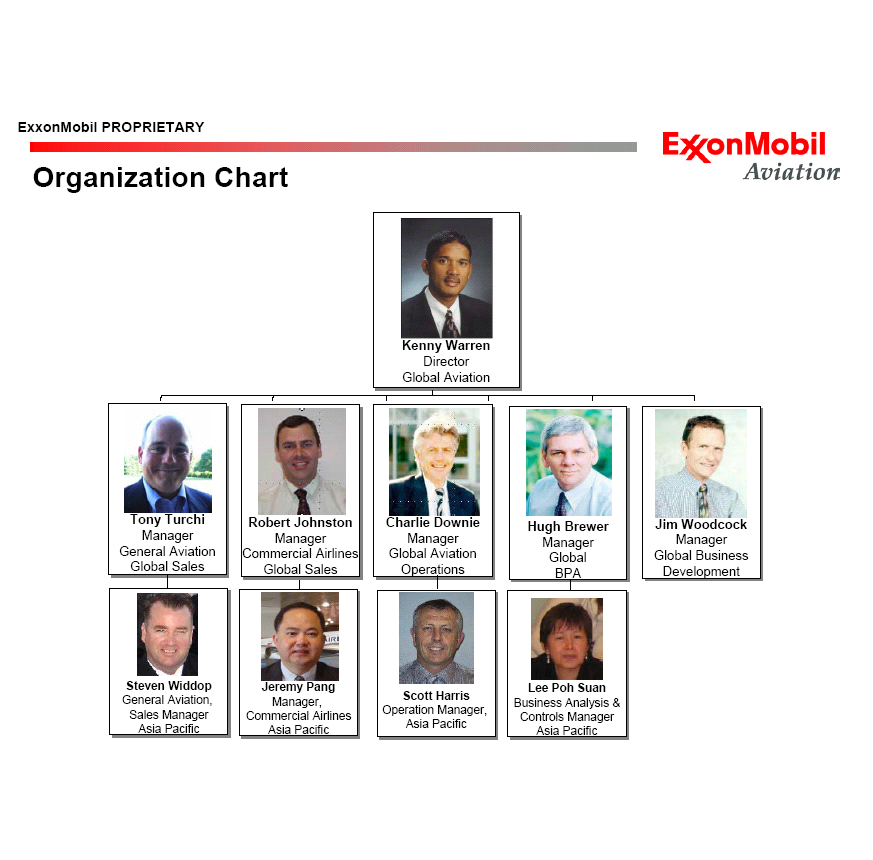 ExxonMobil PROPRIETARY
ExxonMobil
Aviation
Organization Chart
Kenny Warren
Director
Global Aviation
Tony Turchi
Manager
General Aviation
Global Sales
Robert Johnston
Manager
Commercial Airlines
Global Sales
Charlie Downie
Manager
Global Aviation
Operations
Hugh Brewer
Manager
Global
BPA
Jim Woodcock
Manager
Global Business
Development
Steven Widdop
General Aviation,
Sales Manager
Asia Pacific
Jeremy Pang
Manager,
Commercial Airlines
Asia Pacific
Scott Harris
Operation Manager,
Asia Pacific
Lee Poh Suan
Business Analysis &
Controls Manager
Asia Pacific